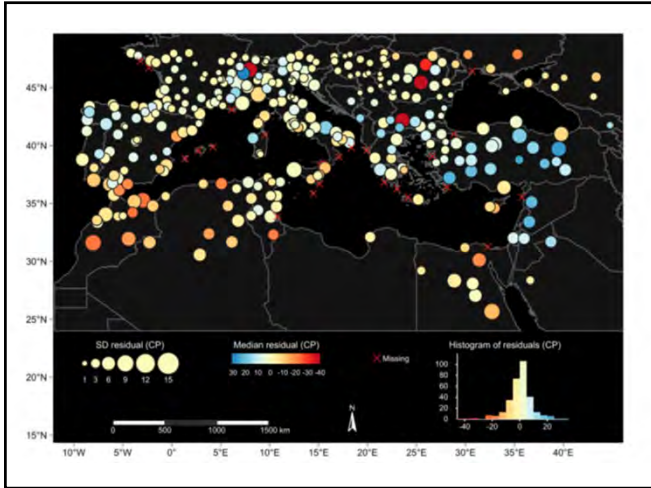 45°N
40°N
35°N
30°N
25°N
20°N
15°N
SD residual (CP)
1 3 6 9 12 15
Median residual (CP)
30 20 10 0 -10 -20 -30 -40
Missing
Histogram of residuals (CP)
100
80
60
40
20
0
-40 -20 0 20
0 500 1000 1500 km
N
10°W 5°W 0° 5°E 10°E 15°E 20°E 25°E 30°E 35°E 40°E